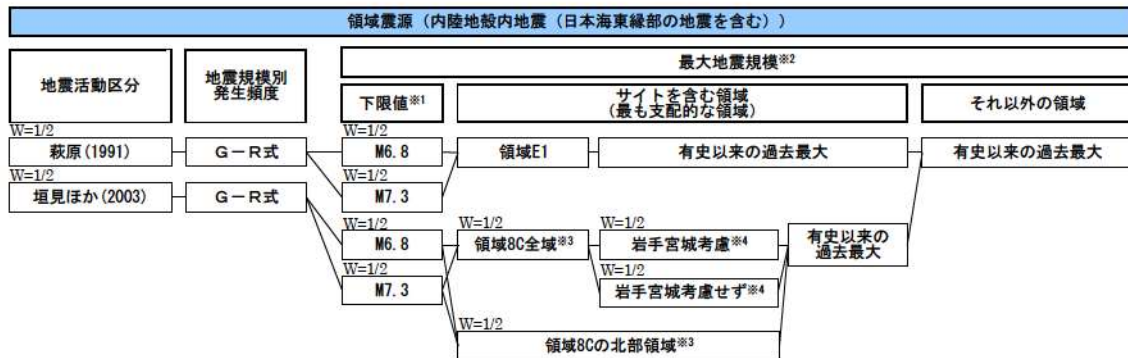 領域震源（内陸地殻内地震（日本海東縁部の地震を含む））
地震活動区分
地震規模別
発生頻度
最大地震規模※2
下限値※1
サイトを含む領域
(最も支配的な領域)
それ以外の領域
W=1/2
萩原(1991)
G－R式
W=1/2
M6.8
領域E1
有史以来の過去最大
有史以来の過去最大
W=1/2
垣見ほか(2003)
G－R式
W=1/2
M7.3
W=1/2
M6.8
W=1/2
領域8C全域※3
W=1/2
岩手宮城考慮※4
有史以来の
過去最大
W=1/2
M7.3
W=1/2
岩手宮城考慮せず※4
W=1/2
領域8Cの北部領域※3